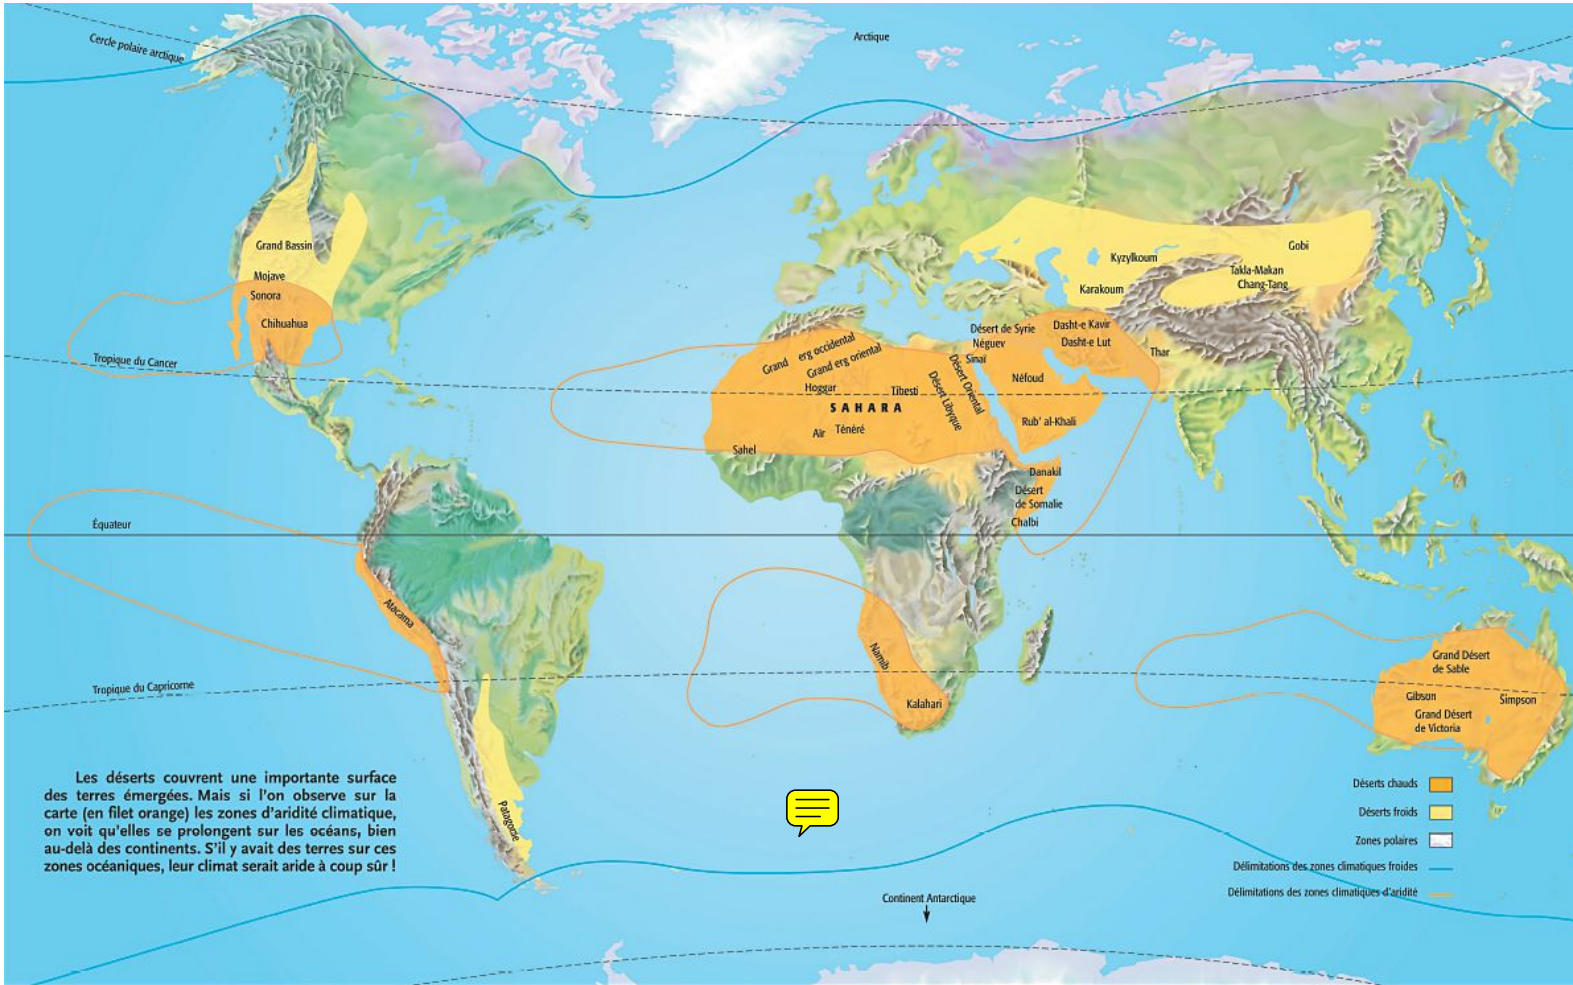 Cercle polaire arctique
Arctique
Grand Bassin
Mojave
Sonora
Chihuahua
Tropique du Cancer
Gobi
Kyzylkoum
Takla-Makan
Chang-Tang
Karakoum
Désert de Syrie
Néguev
Sinaï
Dasht-e Kavir
Dasht-e Lut
Thar
Grand erg occidental
Grand erg oriental
Hoggar
Tibesti
Désert Libyque
Désert Oriental
Néfoud
SAHARA
Aïr
Ténéré
Rub' al-Khali
Sahel
Danakil
Désert
de Somalie
Chalbi
Équateur
Atacama
Namib
Kalahari
Tropique du Capricorne
Grand Désert
de Sable
Gibson
Simpson
Grand Désert
de Victoria
Patagonie
Les déserts couvrent une importante surface
des terres émergées. Mais si l'on observe sur la
carte (en filet orange) les zones d'aridité climatique,
on voit qu'elles se prolongent sur les océans, bien
au-delà des continents. S'il y avait des terres sur ces
zones océaniques, leur climat serait aride à coup sûr !
Déserts chauds
Déserts froids
Zones polaires
Délimitations des zones climatiques froides
Délimitations des zones climatiques d'aridité
Continent Antarctique